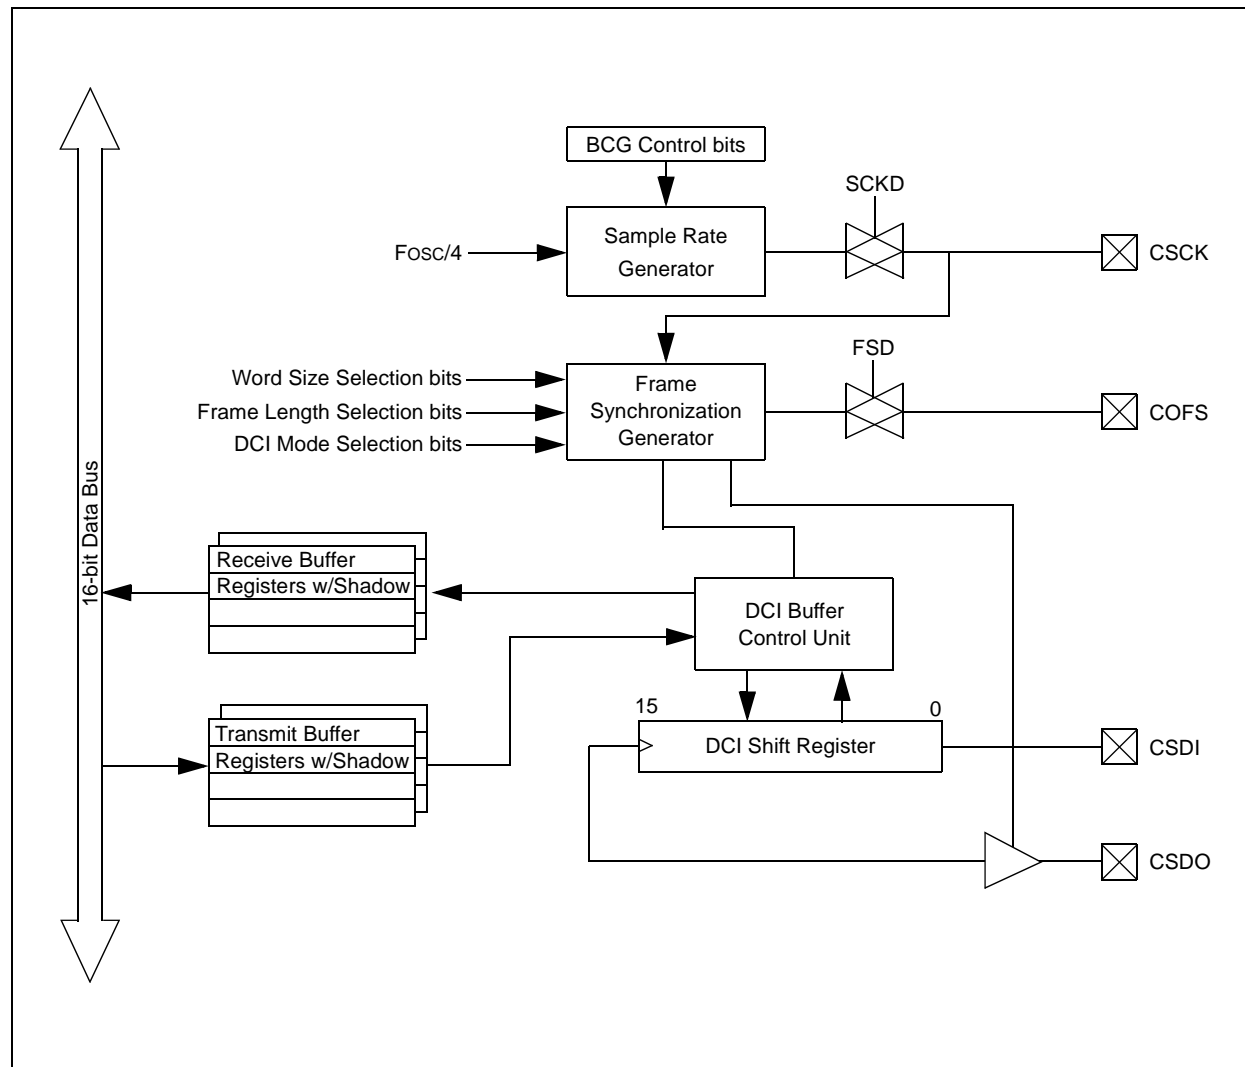 BCG Control bits
SCKD
Sample Rate
Generator
FOSC/4
CSCK
FSD
Word Size Selection bits
Frame Length Selection bits
DCI Mode Selection bits
Frame
Synchronization
Generator
COFS
16-bit Data Bus
Receive Buffer
Registers w/Shadow
DCI Buffer
Control Unit
Transmit Buffer
Registers w/Shadow
15
0
DCI Shift Register
CSDI
CSDO